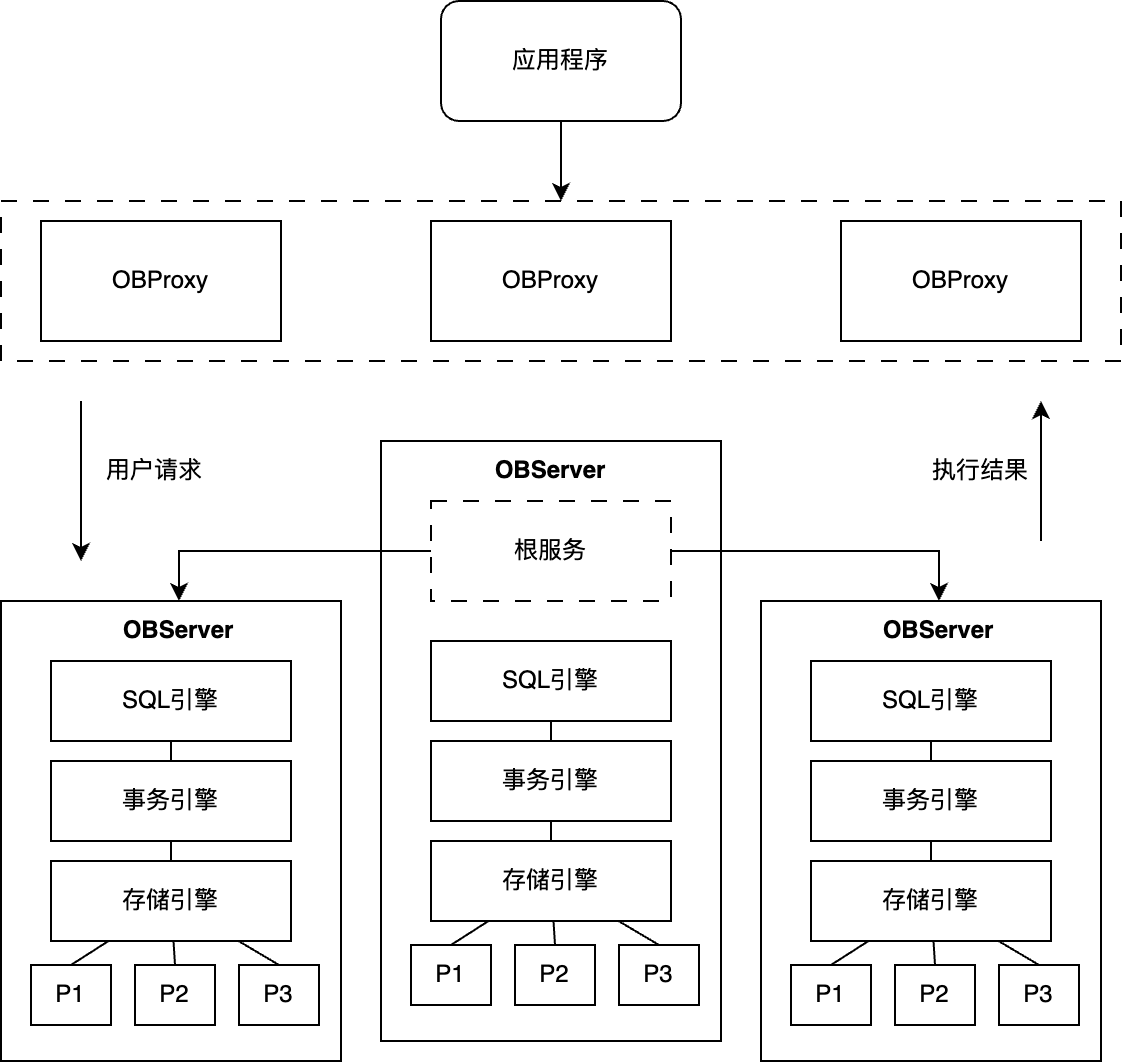 应用程序
OBProxy
OBProxy
OBProxy
用户请求
执行结果
OBServer
根服务
SQL引擎
事务引擎
存储引擎
P1
P2
P3
OBServer
SQL引擎
事务引擎
存储引擎
P1
P2
P3
OBServer
SQL引擎
事务引擎
存储引擎
P1
P2
P3